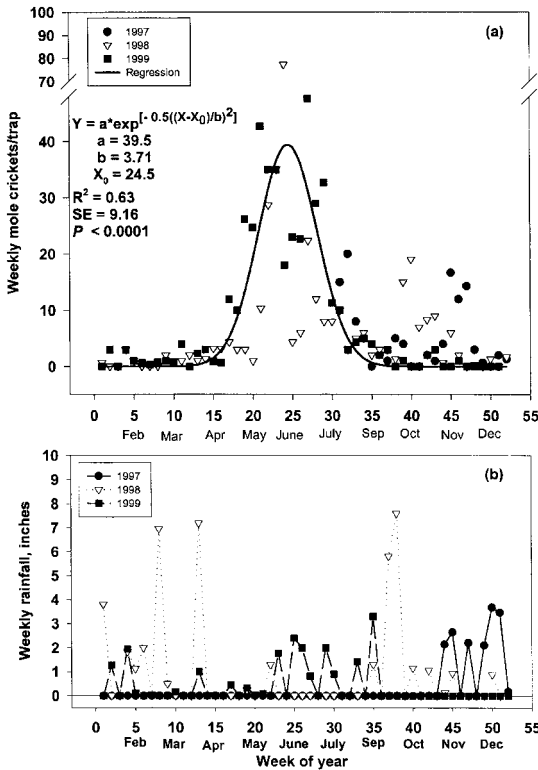 (a)
1997
1998
1999
Regression
Y = a*exp[- 0.5((X-X0)/b)2]
a = 39.5
b = 3.71
X0 = 24.5
R2 = 0.63
SE = 9.16
P < 0.0001
Weekly mole crickets/trap
100
90
80
70
40
30
20
10
0
0 5 10 15 20 25 30 35 40 45 50 55
Feb Mar Apr May June July Sep Oct Nov Dec
(b)
1997
1998
1999
Weekly rainfall, inches
10
9
8
7
6
5
4
3
2
1
0
0 5 10 15 20 25 30 35 40 45 50 55
Feb Mar Apr May June July Sep Oct Nov Dec
Week of year